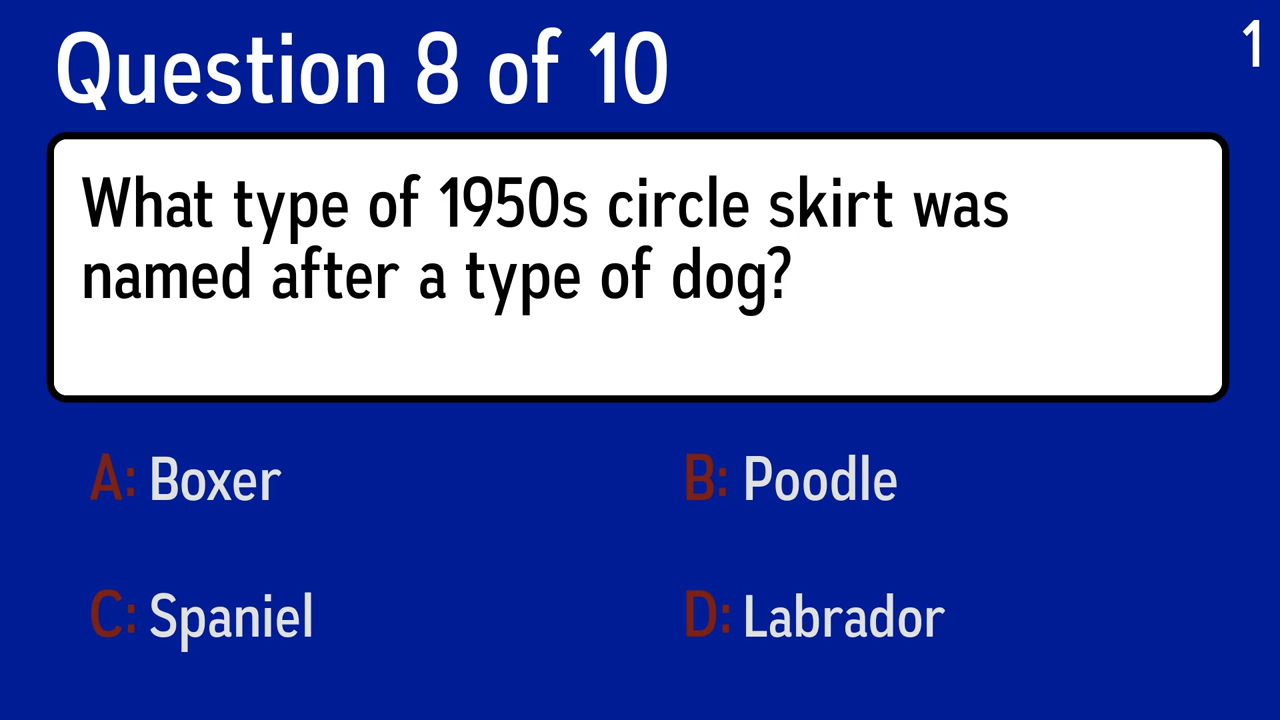 Question 8 of 10
1
What type of 1950s circle skirt was
named after a type of dog?
A: Boxer
B: Poodle
C: Spaniel
D: Labrador